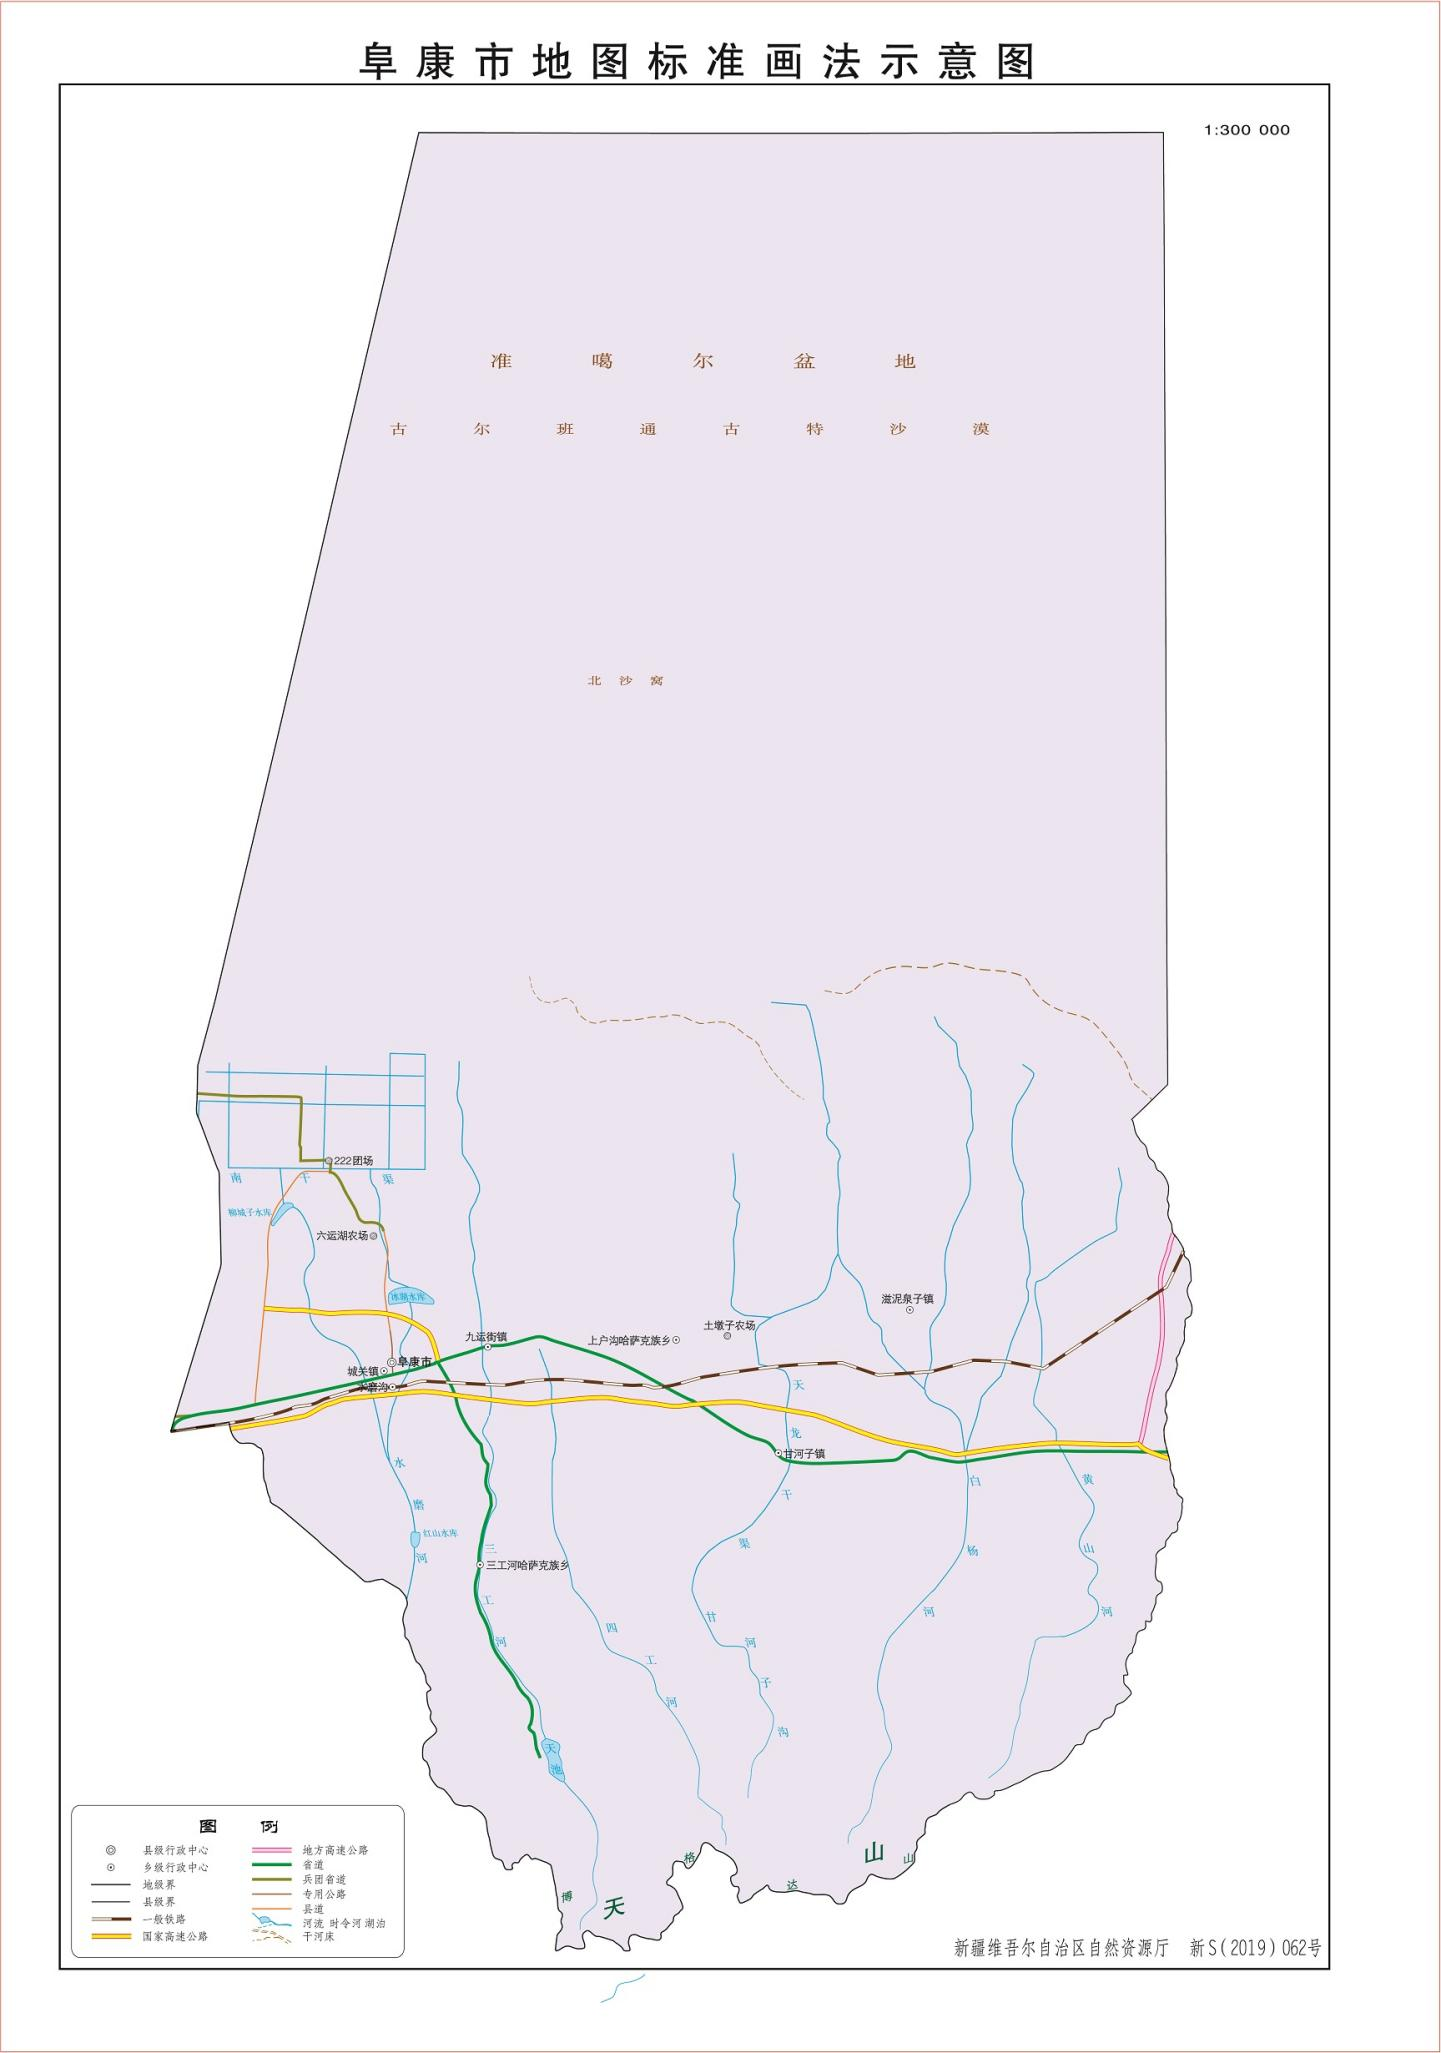 阜康市地图标准画法示意图
1:300 000
准噶尔盆地
古尔班通古特沙漠
北沙窝
222团场
南干渠
柳城子水库
六运湖农场
冰湖水库
滋泥泉子镇
土墩子农场
九运街镇
上户沟哈萨克族乡
阜康市
城关镇
水磨沟
甘河子镇
天龙干渠
水磨河
红山水库
三工河哈萨克族乡
三工河
四工河
甘河子沟
白杨河
黄山河
天池
天山
博格达山
图例
县级行政中心
乡级行政中心
地级界
县级界
一般铁路
国家高速公路
地方高速公路
省道
兵团省道
专用公路
县道
河流 时令河 湖泊
干河床
新疆维吾尔自治区自然资源厅 新S(2019)062号